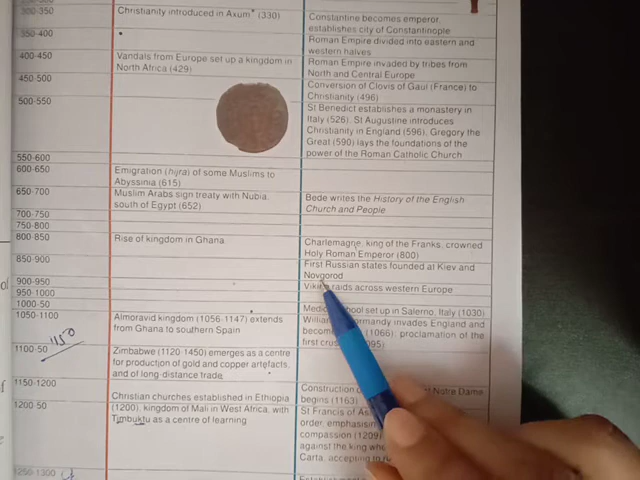 300-350
Christianity introduced in Axum* (330)
Constantine becomes emperor,
establishes city of Constantinople
350-400
Roman Empire divided into eastern and
western halves
400-450
Vandals from Europe set up a kingdom in
North Africa (429)
Roman Empire invaded by tribes from
North and Central Europe
450-500
Conversion of Clovis of Gaul (France) to
Christianity (496)
500-550
St Benedict establishes a monastery in
Italy (526), St Augustine introduces
Christianity in England (596), Gregory the
Great (590) lays the foundations of the
power of the Roman Catholic Church
550-600
600-650
Emigration (hijra) of some Muslims to
Abyssinia (615)
650-700
Muslim Arabs sign treaty with Nubia,
south of Egypt (652)
Bede writes the History of the English
Church and People
700-750
750-800
800-850
Rise of kingdom in Ghana
Charlemagne, king of the Franks, crowned
Holy Roman Emperor (800)
850-900
First Russian states founded at Kiev and
Novgorod
900-950
Viking raids across western Europe
950-1000
1000-50
Medical school set up in Salerno, Italy (1030)
1050-1100
Almoravid kingdom (1056-1147) extends
from Ghana to southern Spain
William Normandy invades England and
(1066), proclamation of the
first (1095)
1150
1100-50
Zimbabwe (1120-1450) emerges as a centre
for production of gold and copper artefacts,
and of long-distance trade
1150-1200
Construction of Notre Dame
begins (1163)
1200-50
Christian churches established in Ethiopia
(1200), kingdom of Mali in West Africa, with
Timbuktu as a centre of learning
St Francis of
order, emphasising
compassion (1209)
against the king
Carta, accepting
1250-1300